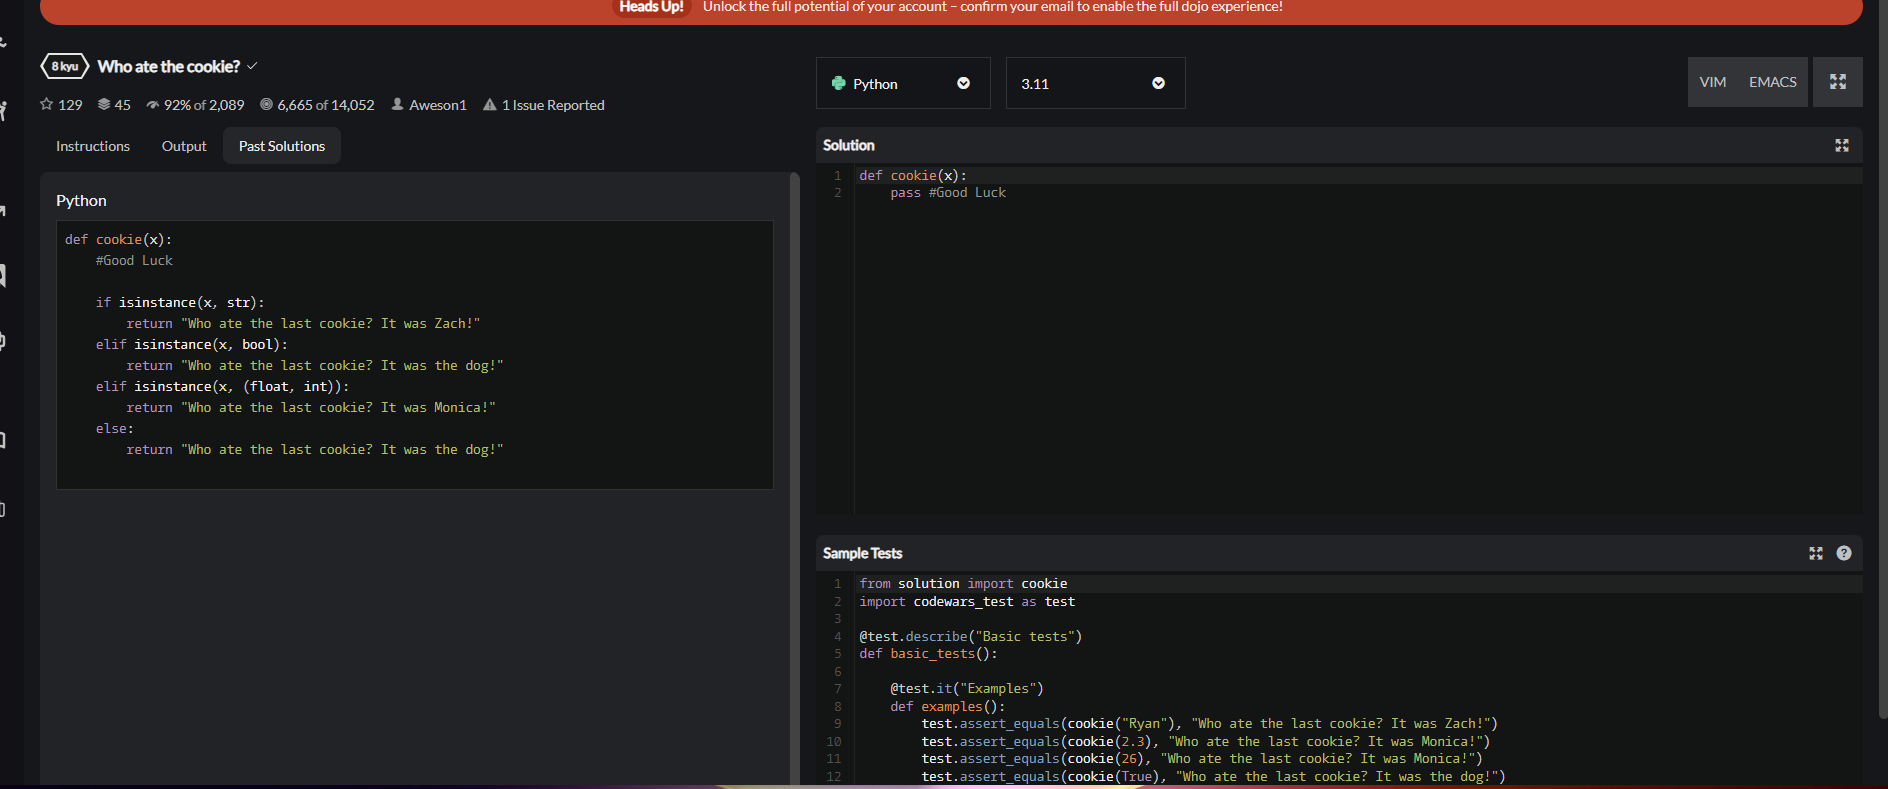 Heads Up! Unlock the full potential of your account – confirm your email to enable the full dojo experience!
8 kyu Who ate the cookie?
129 45 92% of 2,089 6,665 of 14,052 Aweson1 1 Issue Reported
Instructions Output Past Solutions
Python
def cookie(x):
    #Good Luck

    if isinstance(x, str):
        return "Who ate the last cookie? It was Zach!"
    elif isinstance(x, bool):
        return "Who ate the last cookie? It was the dog!"
    elif isinstance(x, (float, int)):
        return "Who ate the last cookie? It was Monica!"
    else:
        return "Who ate the last cookie? It was the dog!"
Python 3.11 VIM EMACS
Solution
1 def cookie(x):
2     pass #Good Luck
Sample Tests
1 from solution import cookie
2 import codewars_test as test
3
4 @test.describe("Basic tests")
5 def basic_tests():
6
7     @test.it("Examples")
8     def examples():
9         test.assert_equals(cookie("Ryan"), "Who ate the last cookie? It was Zach!")
10         test.assert_equals(cookie(2.3), "Who ate the last cookie? It was Monica!")
11         test.assert_equals(cookie(26), "Who ate the last cookie? It was Monica!")
12         test.assert_equals(cookie(True), "Who ate the last cookie? It was the dog!")